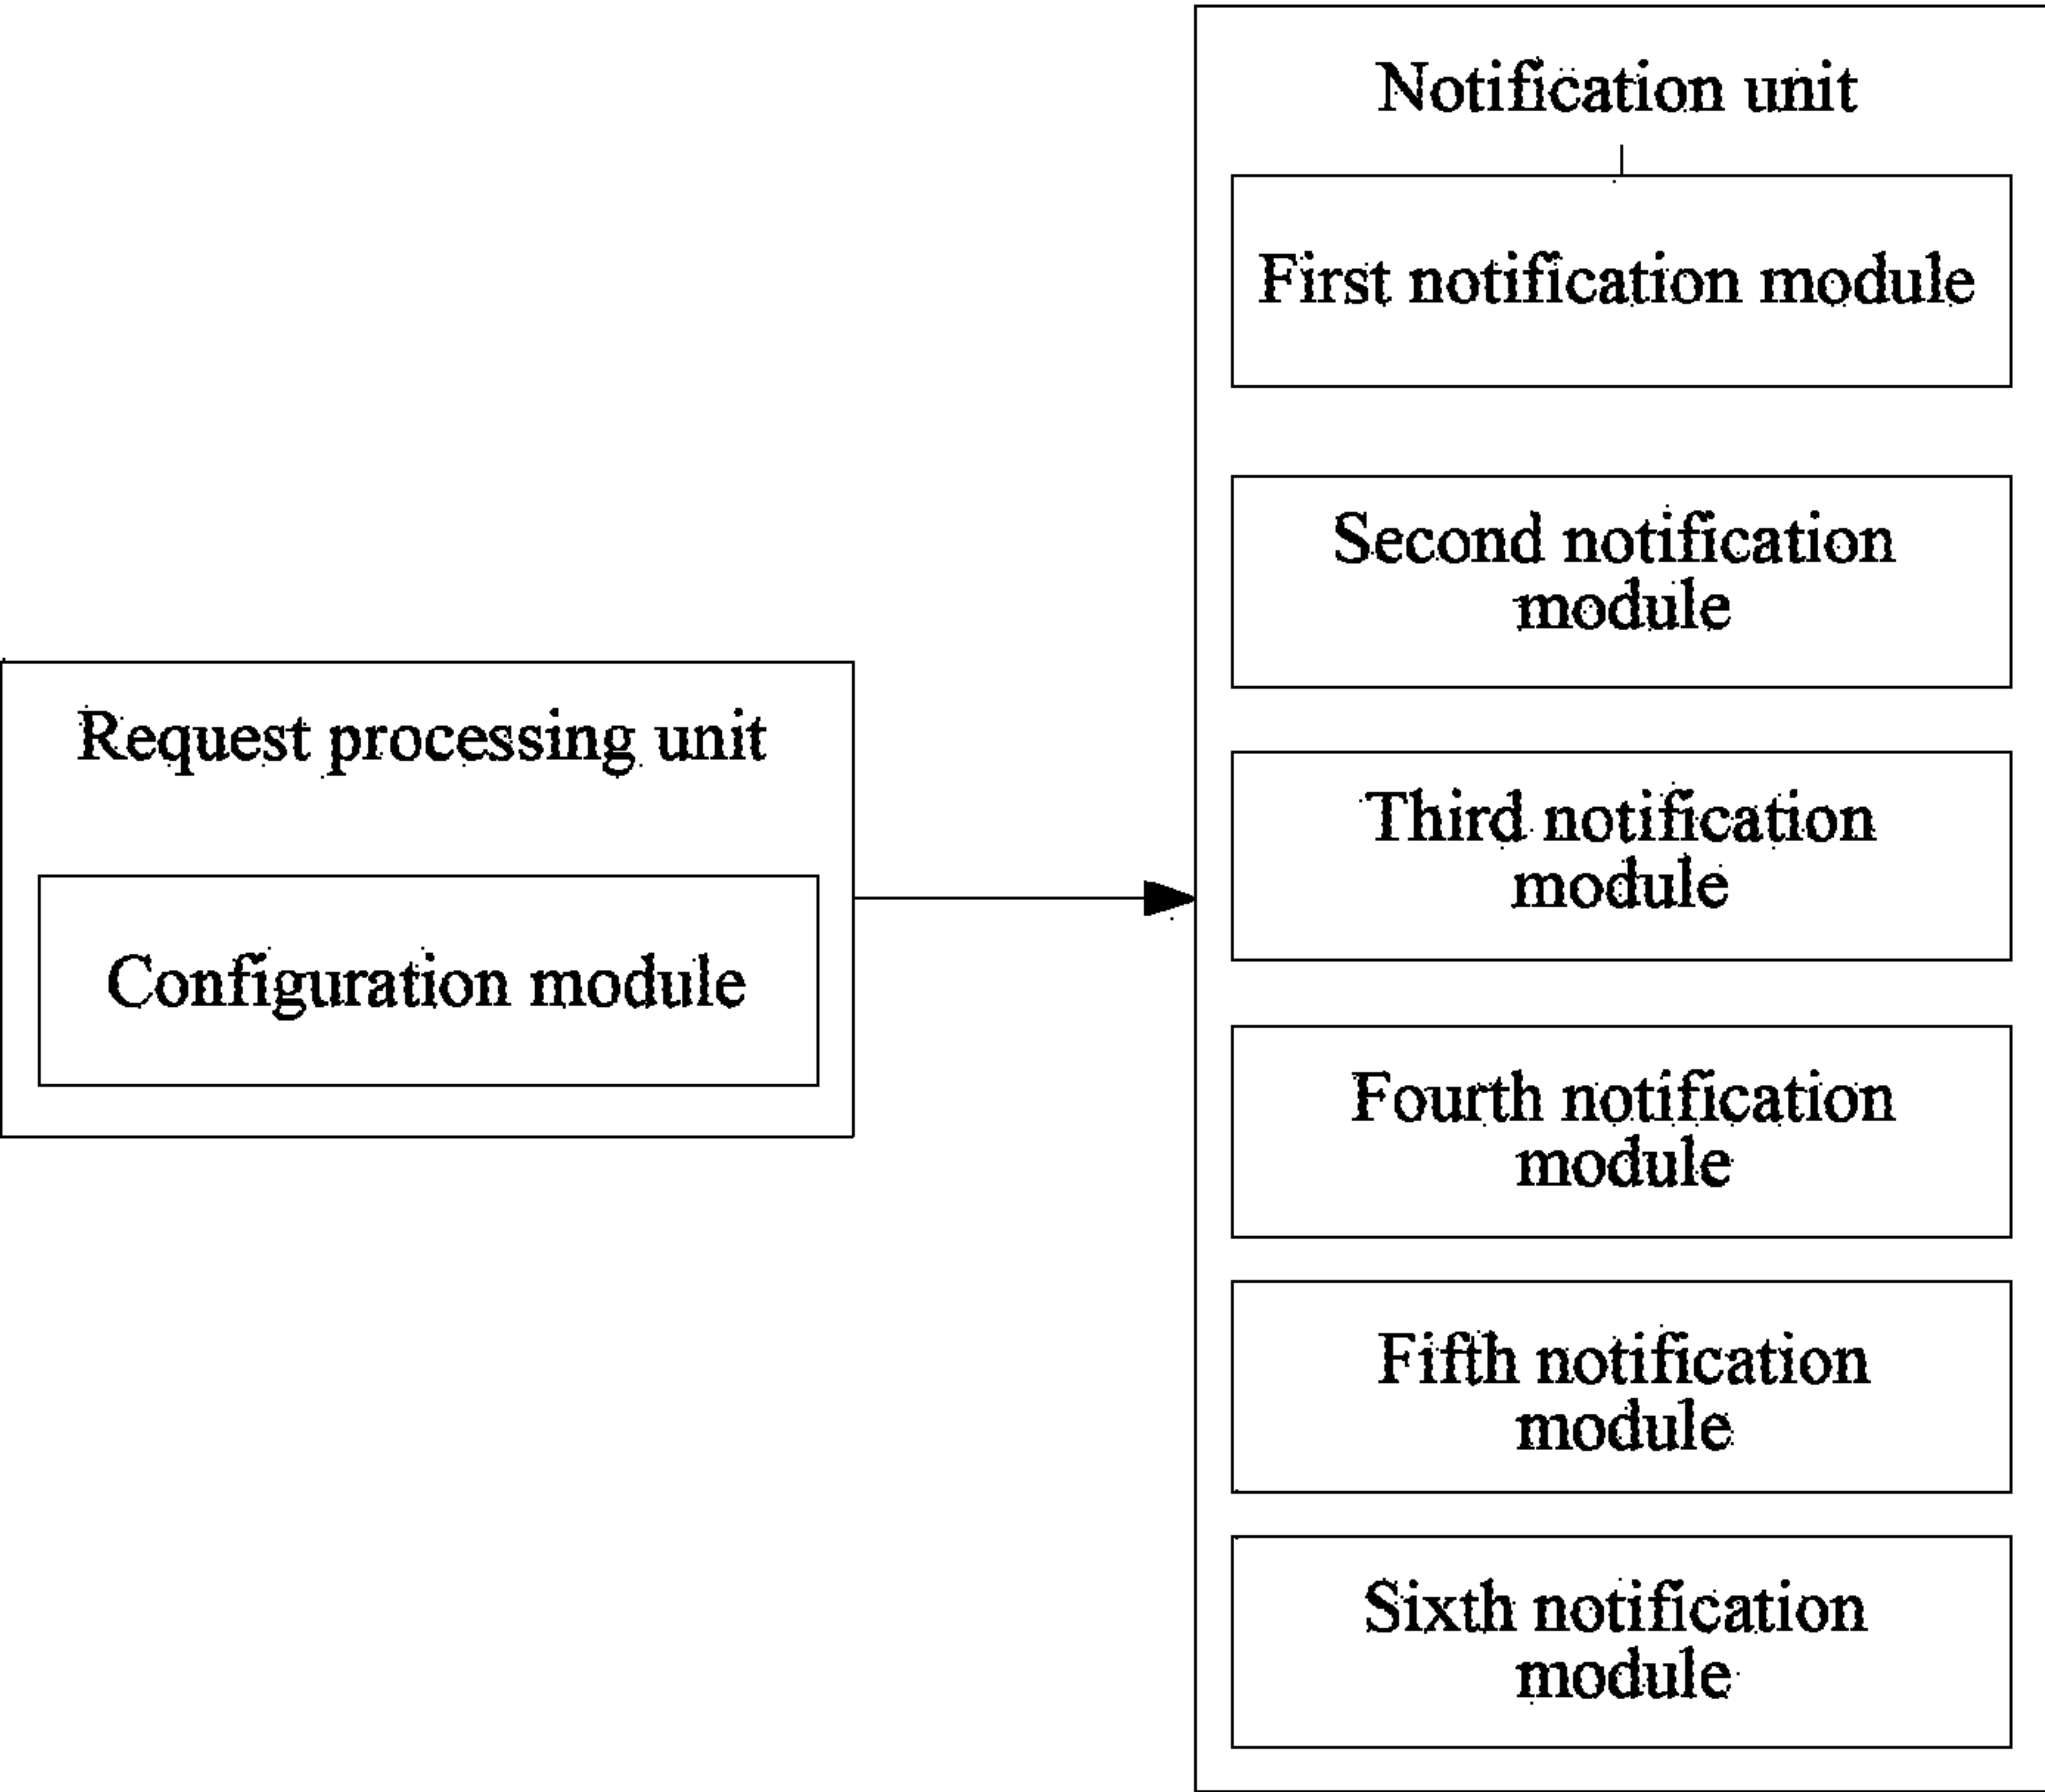 Notification unit
First notification module
Second notification
module
Request processing unit
Third notification
module
Configuration module
Fourth notification
module
Fifth notification
module
Sixth notification
module